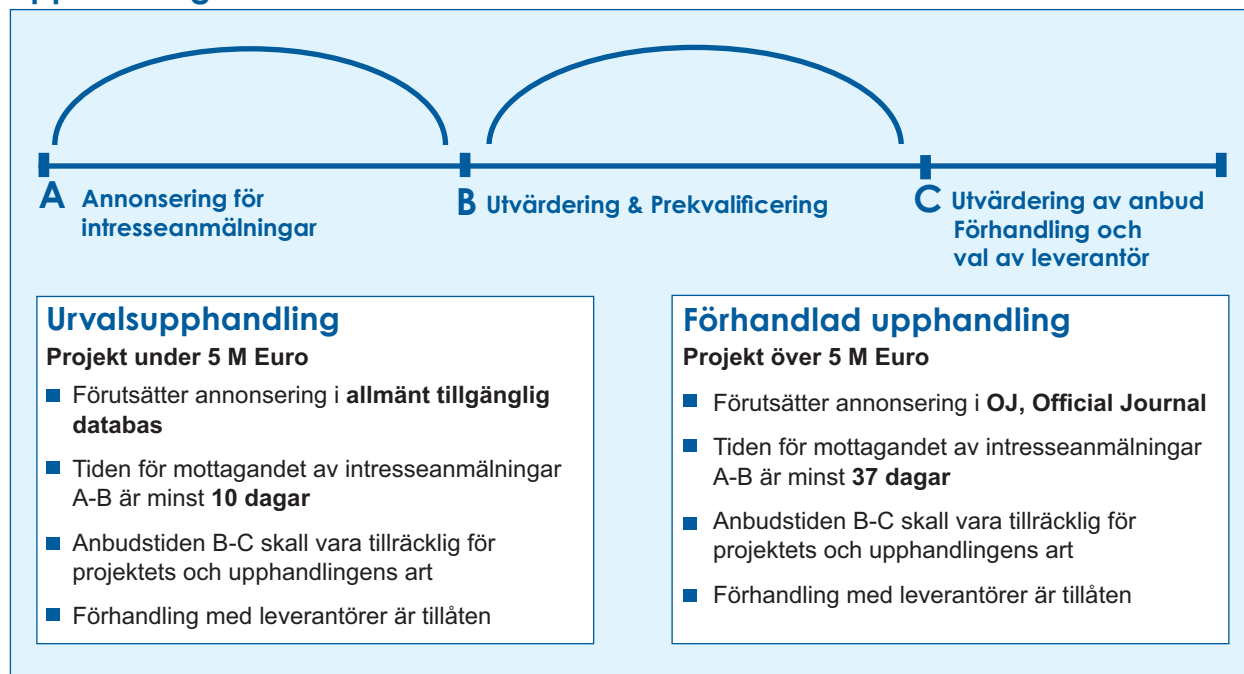 A Annonsering för
intresseanmälningar
B Utvärdering & Prekvalificering
C Utvärdering av anbud
Förhandling och
val av leverantör
Urvalsupphandling
Projekt under 5 M Euro
Förutsätter annonsering i allmänt tillgänglig
databas
Tiden för mottagandet av intresseanmälningar
A-B är minst 10 dagar
Anbudstiden B-C skall vara tillräcklig för
projektets och upphandlingens art
Förhandling med leverantörer är tillåten
Förhandlad upphandling
Projekt över 5 M Euro
Förutsätter annonsering i OJ, Official Journal
Tiden för mottagandet av intresseanmälningar
A-B är minst 37 dagar
Anbudstiden B-C skall vara tillräcklig för
projektets och upphandlingens art
Förhandling med leverantörer är tillåten